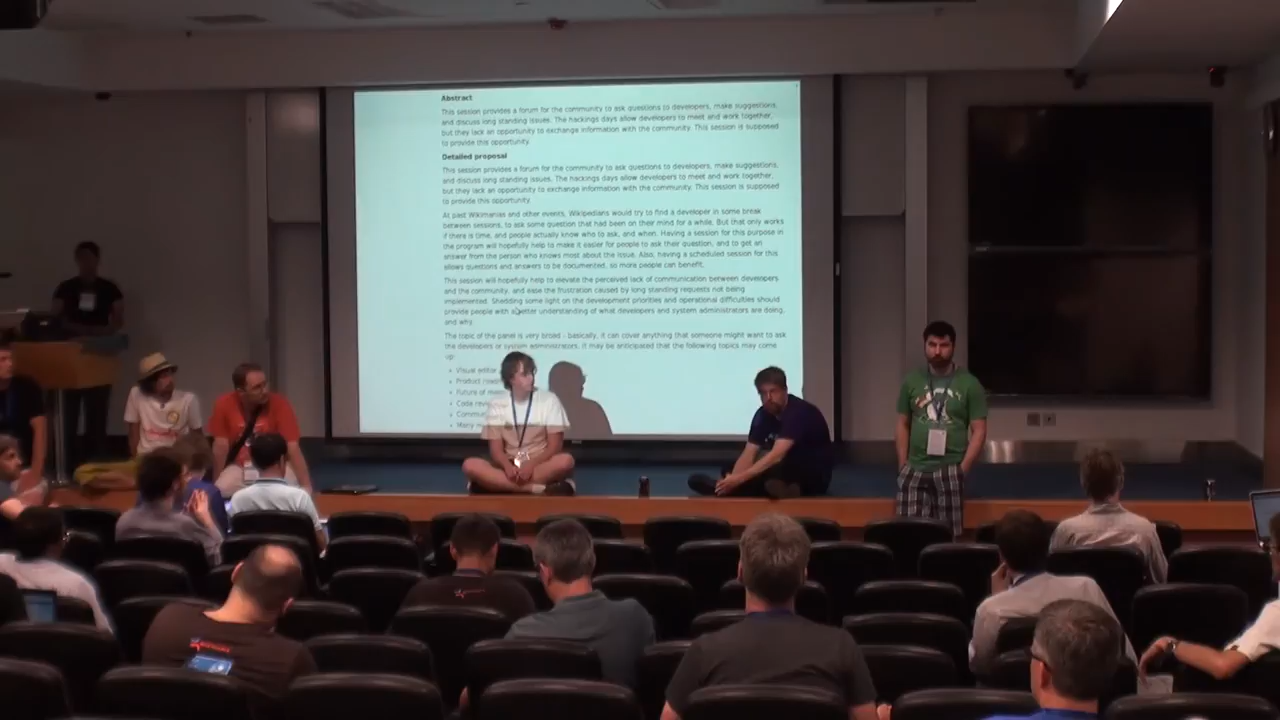 Abstract
This session provides a forum for the community to ask questions to developers, make suggestions,
and discuss long standing issues. The hackings days allow developers to meet and work together,
but they lack an opportunity to exchange information with the community. This session is supposed
to provide this opportunity.
Detailed proposal
This session provides a forum for the community to ask questions to developers, make suggestions,
and discuss long standing issues. The hackings days allow developers to meet and work together,
but they lack an opportunity to exchange information with the community. This session is supposed
to provide this opportunity.
At past Wikimanias and other events, Wikipedians would try to find a developer in some break
between sessions, to ask some question that had been on their mind for a while. But that only works
if there is time, and people actually know who to ask, and when. Having a session for this purpose in
the program will hopefully help to make it easier for people to ask their question, and to get an
answer from the person who knows most about the issue. Also, having a scheduled session for this
allows questions and answers to be documented, so more people can benefit.
This session will hopefully help to elevate the perceived lack of communication between developers
and the community, and ease the frustration caused by long standing requests not being
implemented. Shedding some light on the development priorities and operational difficulties should
provide people with a better understanding of what developers and system administrators are doing,
and why.
The topic of the panel is very broad - basically, it can cover anything that someone might want to ask
the developers or system administrators. It may be anticipated that the following topics may come
up:
Visual editor
Product
Future of
Code
Many